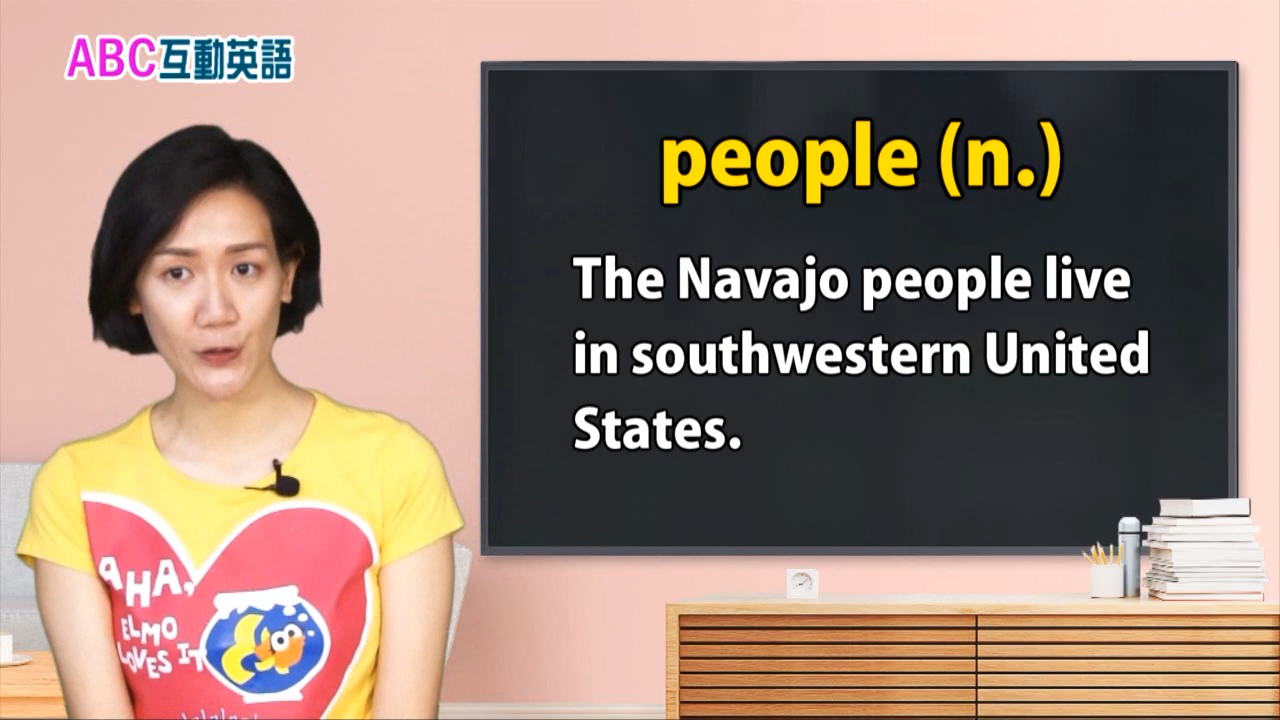 ABC互動英語
people (n.)
The Navajo people live
in southwestern United
States.
AHA,
ELMO
LOVES IT